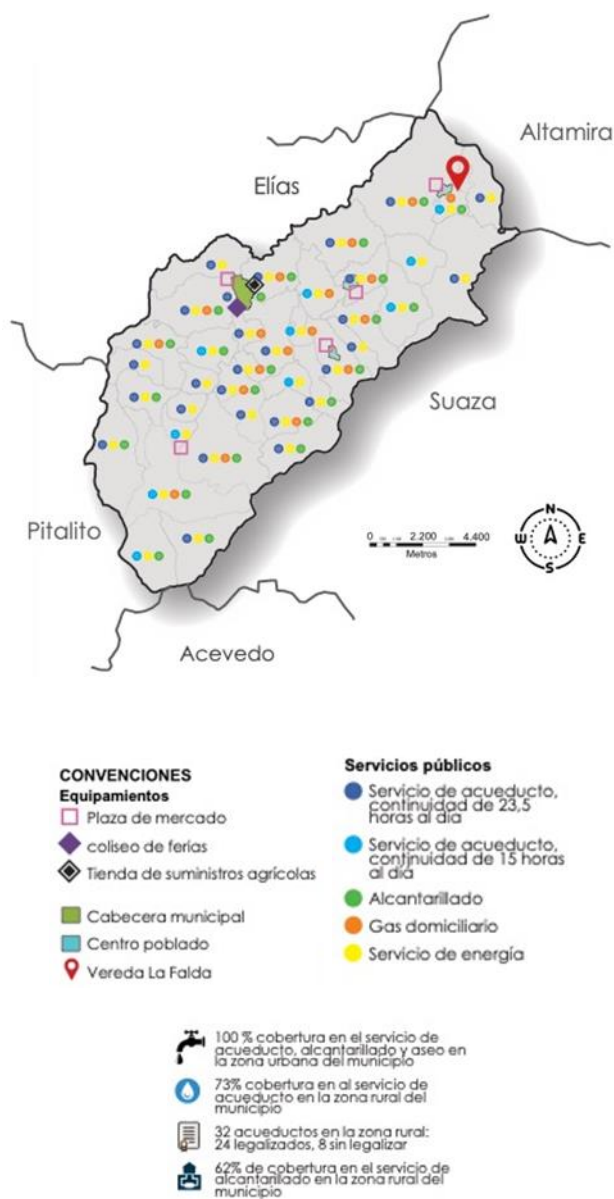 Altamira
Elías
Suaza
Pitalito
Acevedo
N
W
E
S
0
2.200
4.400
Metros
CONVENCIONES
Equipamientos
Plaza de mercado
coliseo de ferias
Tienda de suministros agrícolas
Cabecera municipal
Centro poblado
Vereda La Falda
Servicios públicos
Servicio de acueducto,
continuidad de 23,5
horas al día
Servicio de acueducto,
continuidad de 15 horas
al día
Alcantarillado
Gas domiciliario
Servicio de energía
100 % cobertura en el servicio de
acueducto, alcantarillado y aseo en
la zona urbana del municipio
73% cobertura en al servicio de
acueducto en la zona rural del
municipio
32 acueductos en la zona rural:
24 legalizados, 8 sin legalizar
62% de cobertura en el servicio de
alcantarillado en la zona rural del
municipio